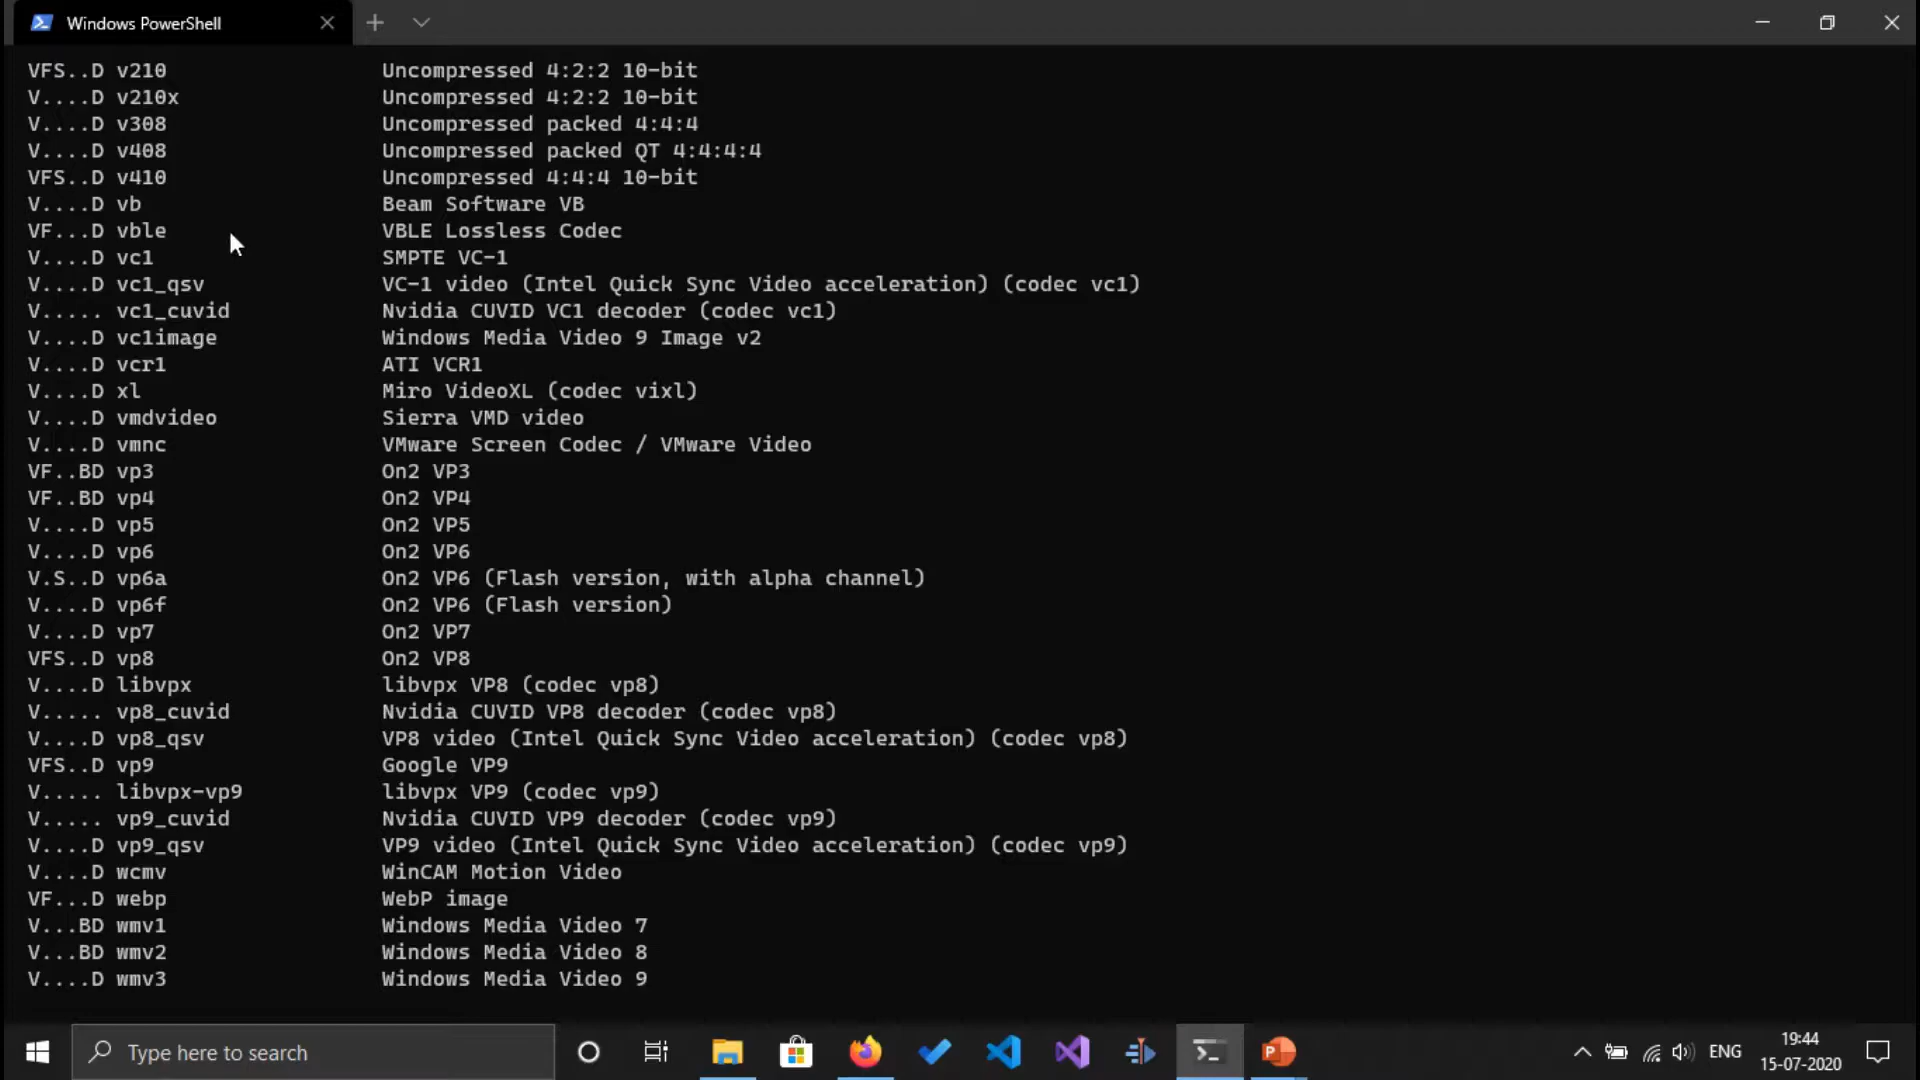 Windows PowerShell
VFS..D v210 Uncompressed 4:2:2 10-bit
V....D v210x Uncompressed 4:2:2 10-bit
V....D v308 Uncompressed packed 4:4:4
V....D v408 Uncompressed packed QT 4:4:4:4
VFS..D v410 Uncompressed 4:4:4 10-bit
V....D vb Beam Software VB
VF...D vble VBLE Lossless Codec
V....D vc1 SMPTE VC-1
V....D vc1_qsv VC-1 video (Intel Quick Sync Video acceleration) (codec vc1)
V..... vc1_cuvid Nvidia CUVID VC1 decoder (codec vc1)
V....D vc1image Windows Media Video 9 Image v2
V....D vcr1 ATI VCR1
V....D xl Miro VideoXL (codec vixl)
V....D vmdvideo Sierra VMD video
V....D vmnc VMware Screen Codec / VMware Video
VF..BD vp3 On2 VP3
VF..BD vp4 On2 VP4
V....D vp5 On2 VP5
V....D vp6 On2 VP6
V.S..D vp6a On2 VP6 (Flash version, with alpha channel)
V....D vp6f On2 VP6 (Flash version)
V....D vp7 On2 VP7
VFS..D vp8 On2 VP8
V....D libvpx libvpx VP8 (codec vp8)
V..... vp8_cuvid Nvidia CUVID VP8 decoder (codec vp8)
V....D vp8_qsv VP8 video (Intel Quick Sync Video acceleration) (codec vp8)
VFS..D vp9 Google VP9
V..... libvpx-vp9 libvpx VP9 (codec vp9)
V..... vp9_cuvid Nvidia CUVID VP9 decoder (codec vp9)
V....D vp9_qsv VP9 video (Intel Quick Sync Video acceleration) (codec vp9)
V....D wcmv WinCAM Motion Video
VF...D webp WebP image
V...BD wmv1 Windows Media Video 7
V...BD wmv2 Windows Media Video 8
V....D wmv3 Windows Media Video 9
Type here to search
ENG
19:44
15-07-2020